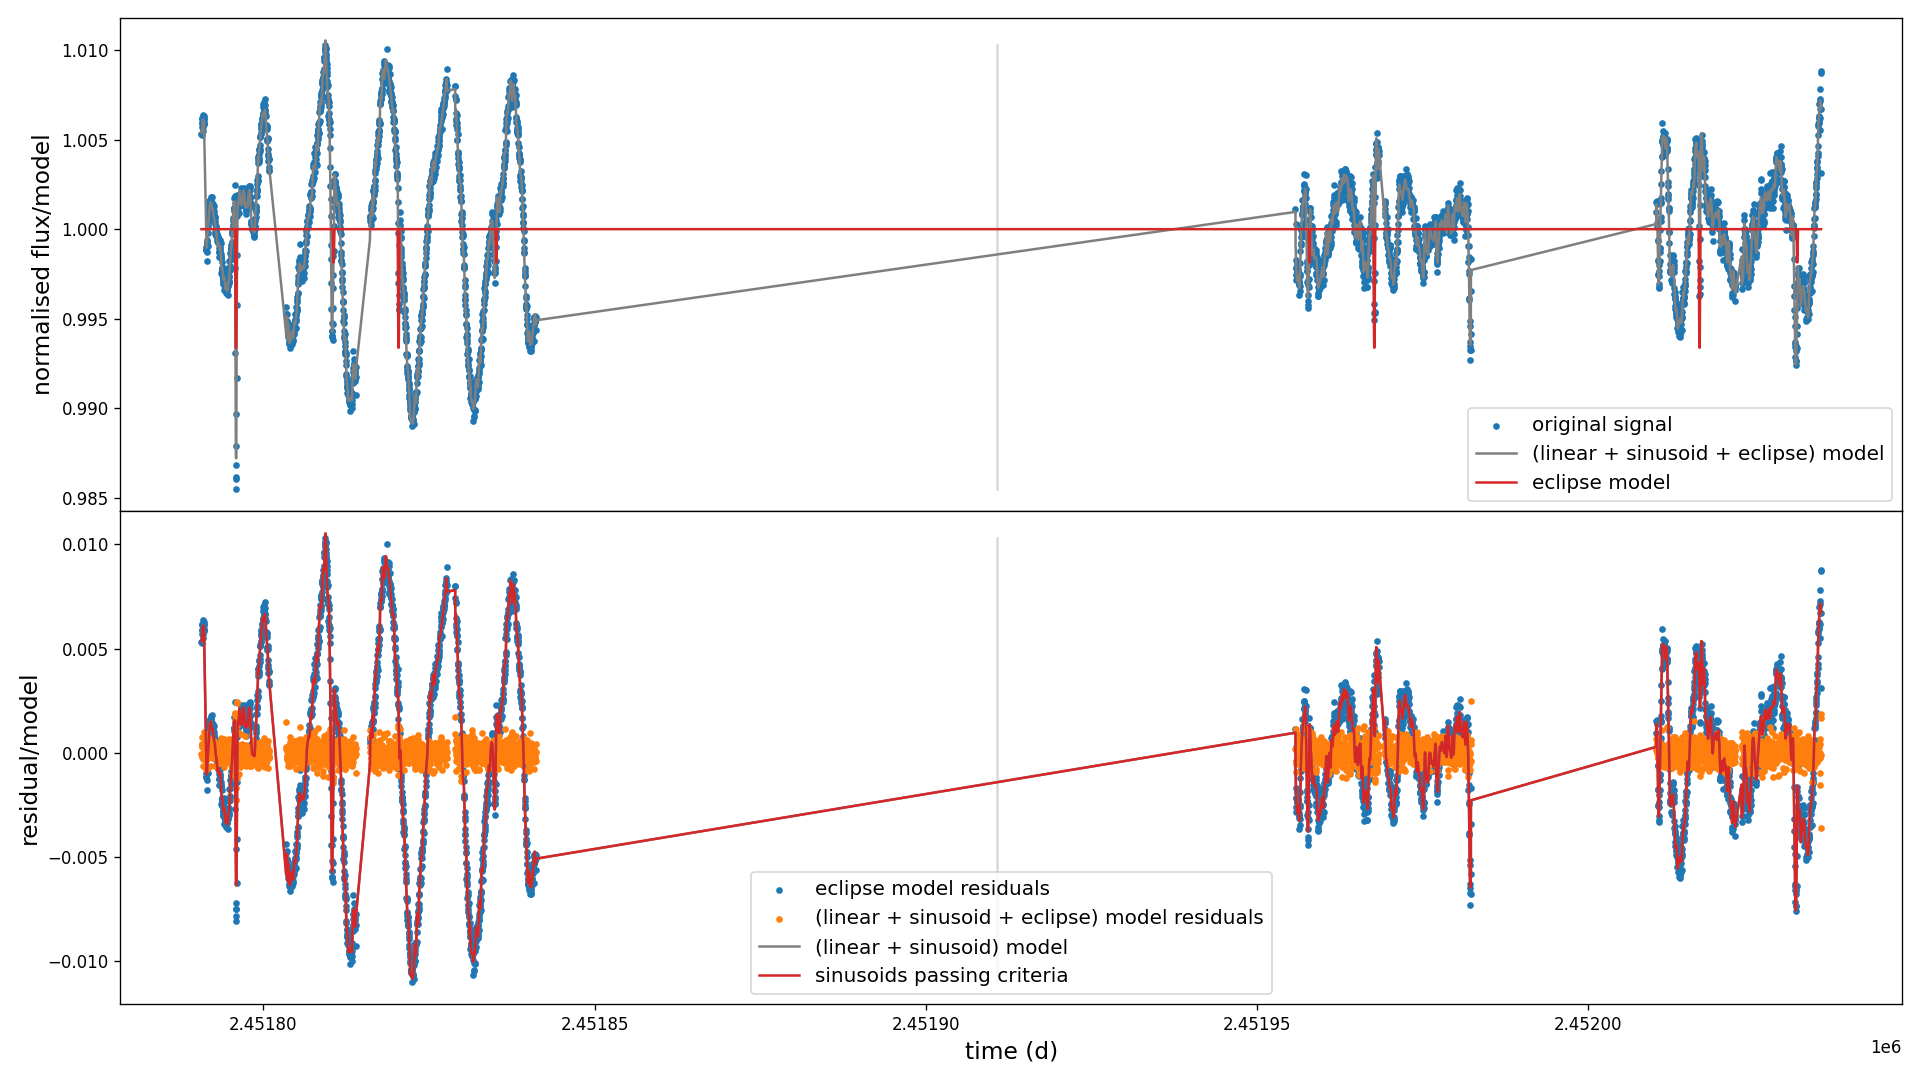 normalised flux/model
1.010
1.005
1.000
0.995
0.990
0.985
original signal
(linear + sinusoid + eclipse) model
eclipse model
residual/model
0.010
0.005
0.000
−0.005
−0.010
eclipse model residuals
(linear + sinusoid + eclipse) model residuals
(linear + sinusoid) model
sinusoids passing criteria
2.45180
2.45185
2.45190
2.45195
2.45200
time (d)
1e6